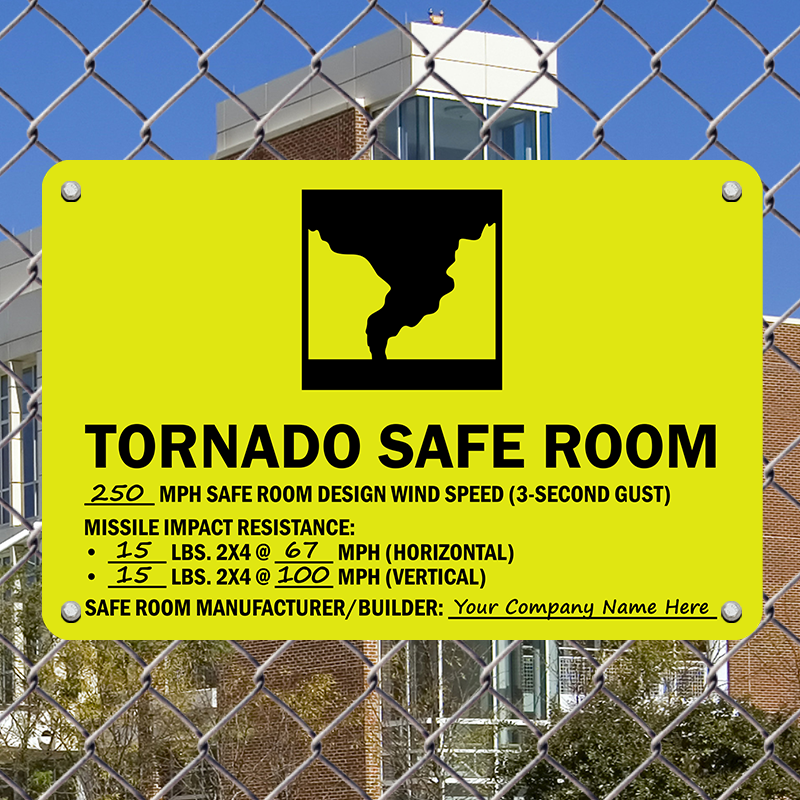 TORNADO SAFE ROOM
250 MPH SAFE ROOM DESIGN WIND SPEED (3-SECOND GUST)
MISSILE IMPACT RESISTANCE:
• 15 LBS. 2X4 @ 67 MPH (HORIZONTAL)
• 15 LBS. 2X4 @ 100 MPH (VERTICAL)
SAFE ROOM MANUFACTURER/BUILDER: Your Company Name Here